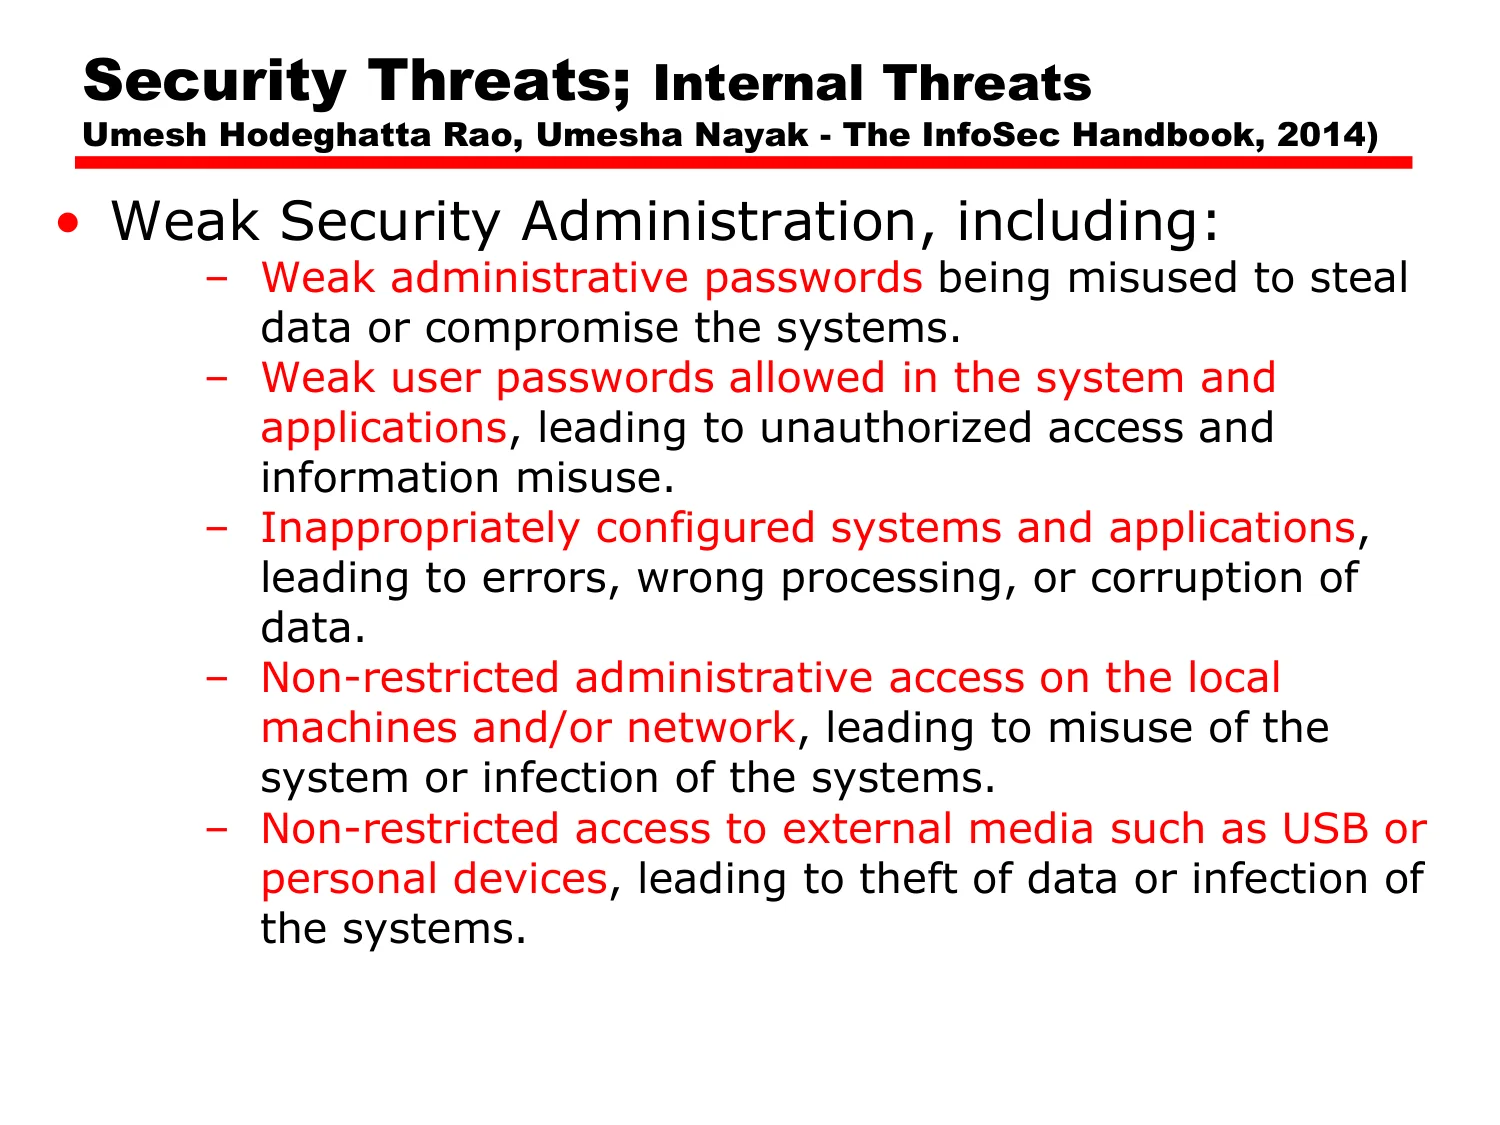 Security Threats; Internal Threats
Umesh Hodeghatta Rao, Umesha Nayak - The InfoSec Handbook, 2014)
• Weak Security Administration, including:
– Weak administrative passwords being misused to steal
data or compromise the systems.
– Weak user passwords allowed in the system and
applications, leading to unauthorized access and
information misuse.
– Inappropriately configured systems and applications,
leading to errors, wrong processing, or corruption of
data.
– Non-restricted administrative access on the local
machines and/or network, leading to misuse of the
system or infection of the systems.
– Non-restricted access to external media such as USB or
personal devices, leading to theft of data or infection of
the systems.